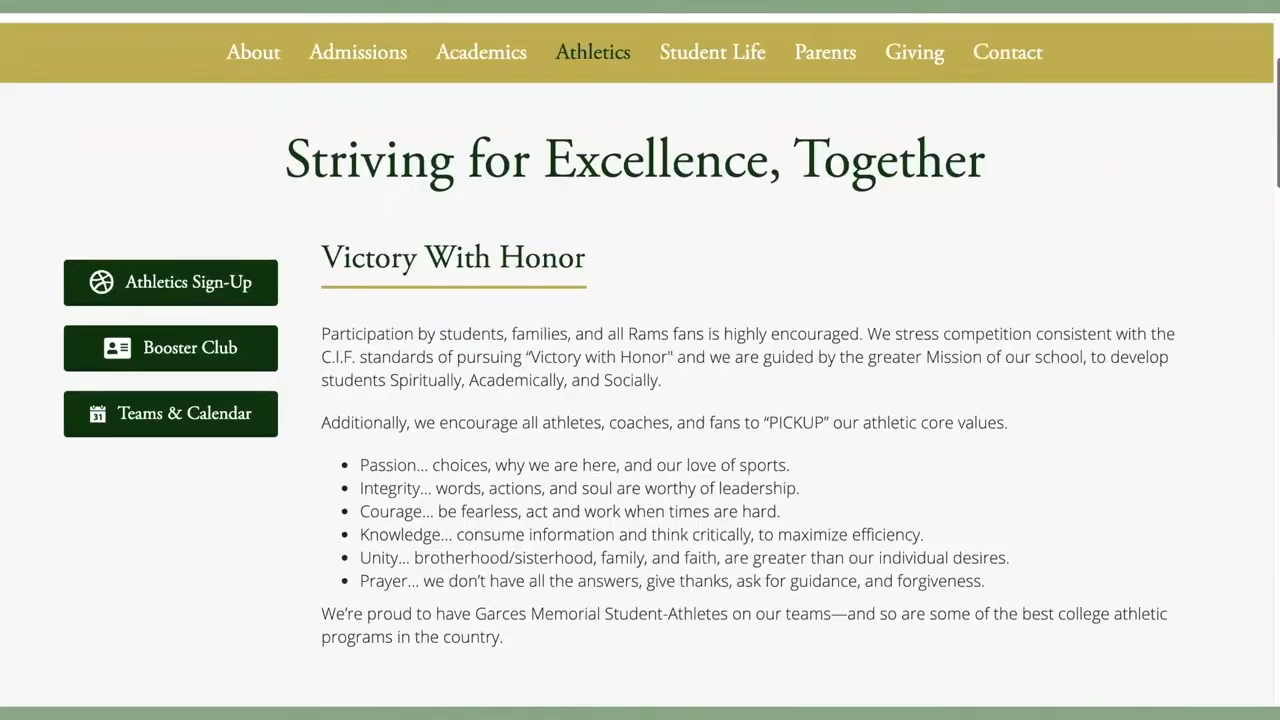 About Admissions Academics Athletics Student Life Parents Giving Contact
Striving for Excellence, Together
Athletics Sign-Up
Booster Club
31 Teams & Calendar
Victory With Honor
Participation by students, families, and all Rams fans is highly encouraged. We stress competition consistent with the
C.I.F. standards of pursuing “Victory with Honor" and we are guided by the greater Mission of our school, to develop
students Spiritually, Academically, and Socially.
Additionally, we encourage all athletes, coaches, and fans to “PICKUP” our athletic core values.
• Passion... choices, why we are here, and our love of sports.
• Integrity... words, actions, and soul are worthy of leadership.
• Courage... be fearless, act and work when times are hard.
• Knowledge... consume information and think critically, to maximize efficiency.
• Unity... brotherhood/sisterhood, family, and faith, are greater than our individual desires.
• Prayer... we don’t have all the answers, give thanks, ask for guidance, and forgiveness.
We’re proud to have Garces Memorial Student-Athletes on our teams—and so are some of the best college athletic
programs in the country.